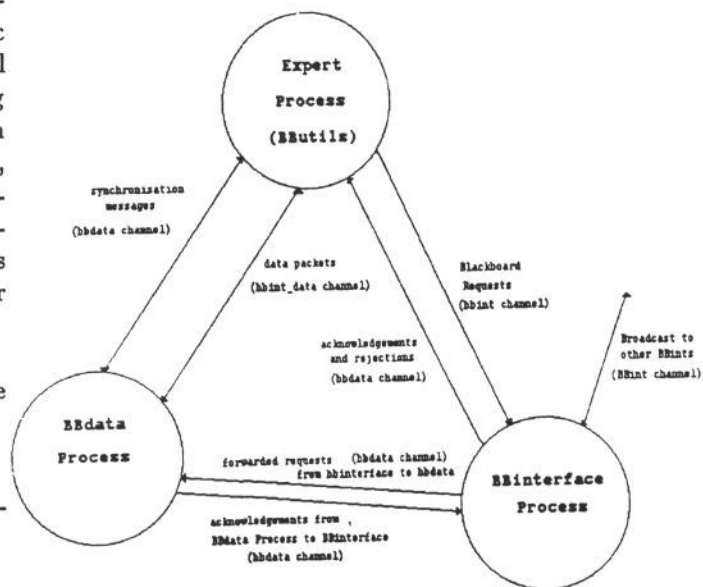 c
l
g
n
,
-
-
s
r
e
-
Expert
Process
(BButils)
synchronisation
messages
(bbdata channel)
data packets
(bbint_data channel)
Blackboard
Requests
(bbint channel)
acknowledgements
and rejections
(bbdata channel)
Broadcast to
other BBints
(BBint channel)
BBdata
Process
forwarded requests (bbdata channel)
from bbinterface to bbdata
BBinterface
Process
acknowledgements from ,
BBdata Process to BBinterface
(bbdata channel)